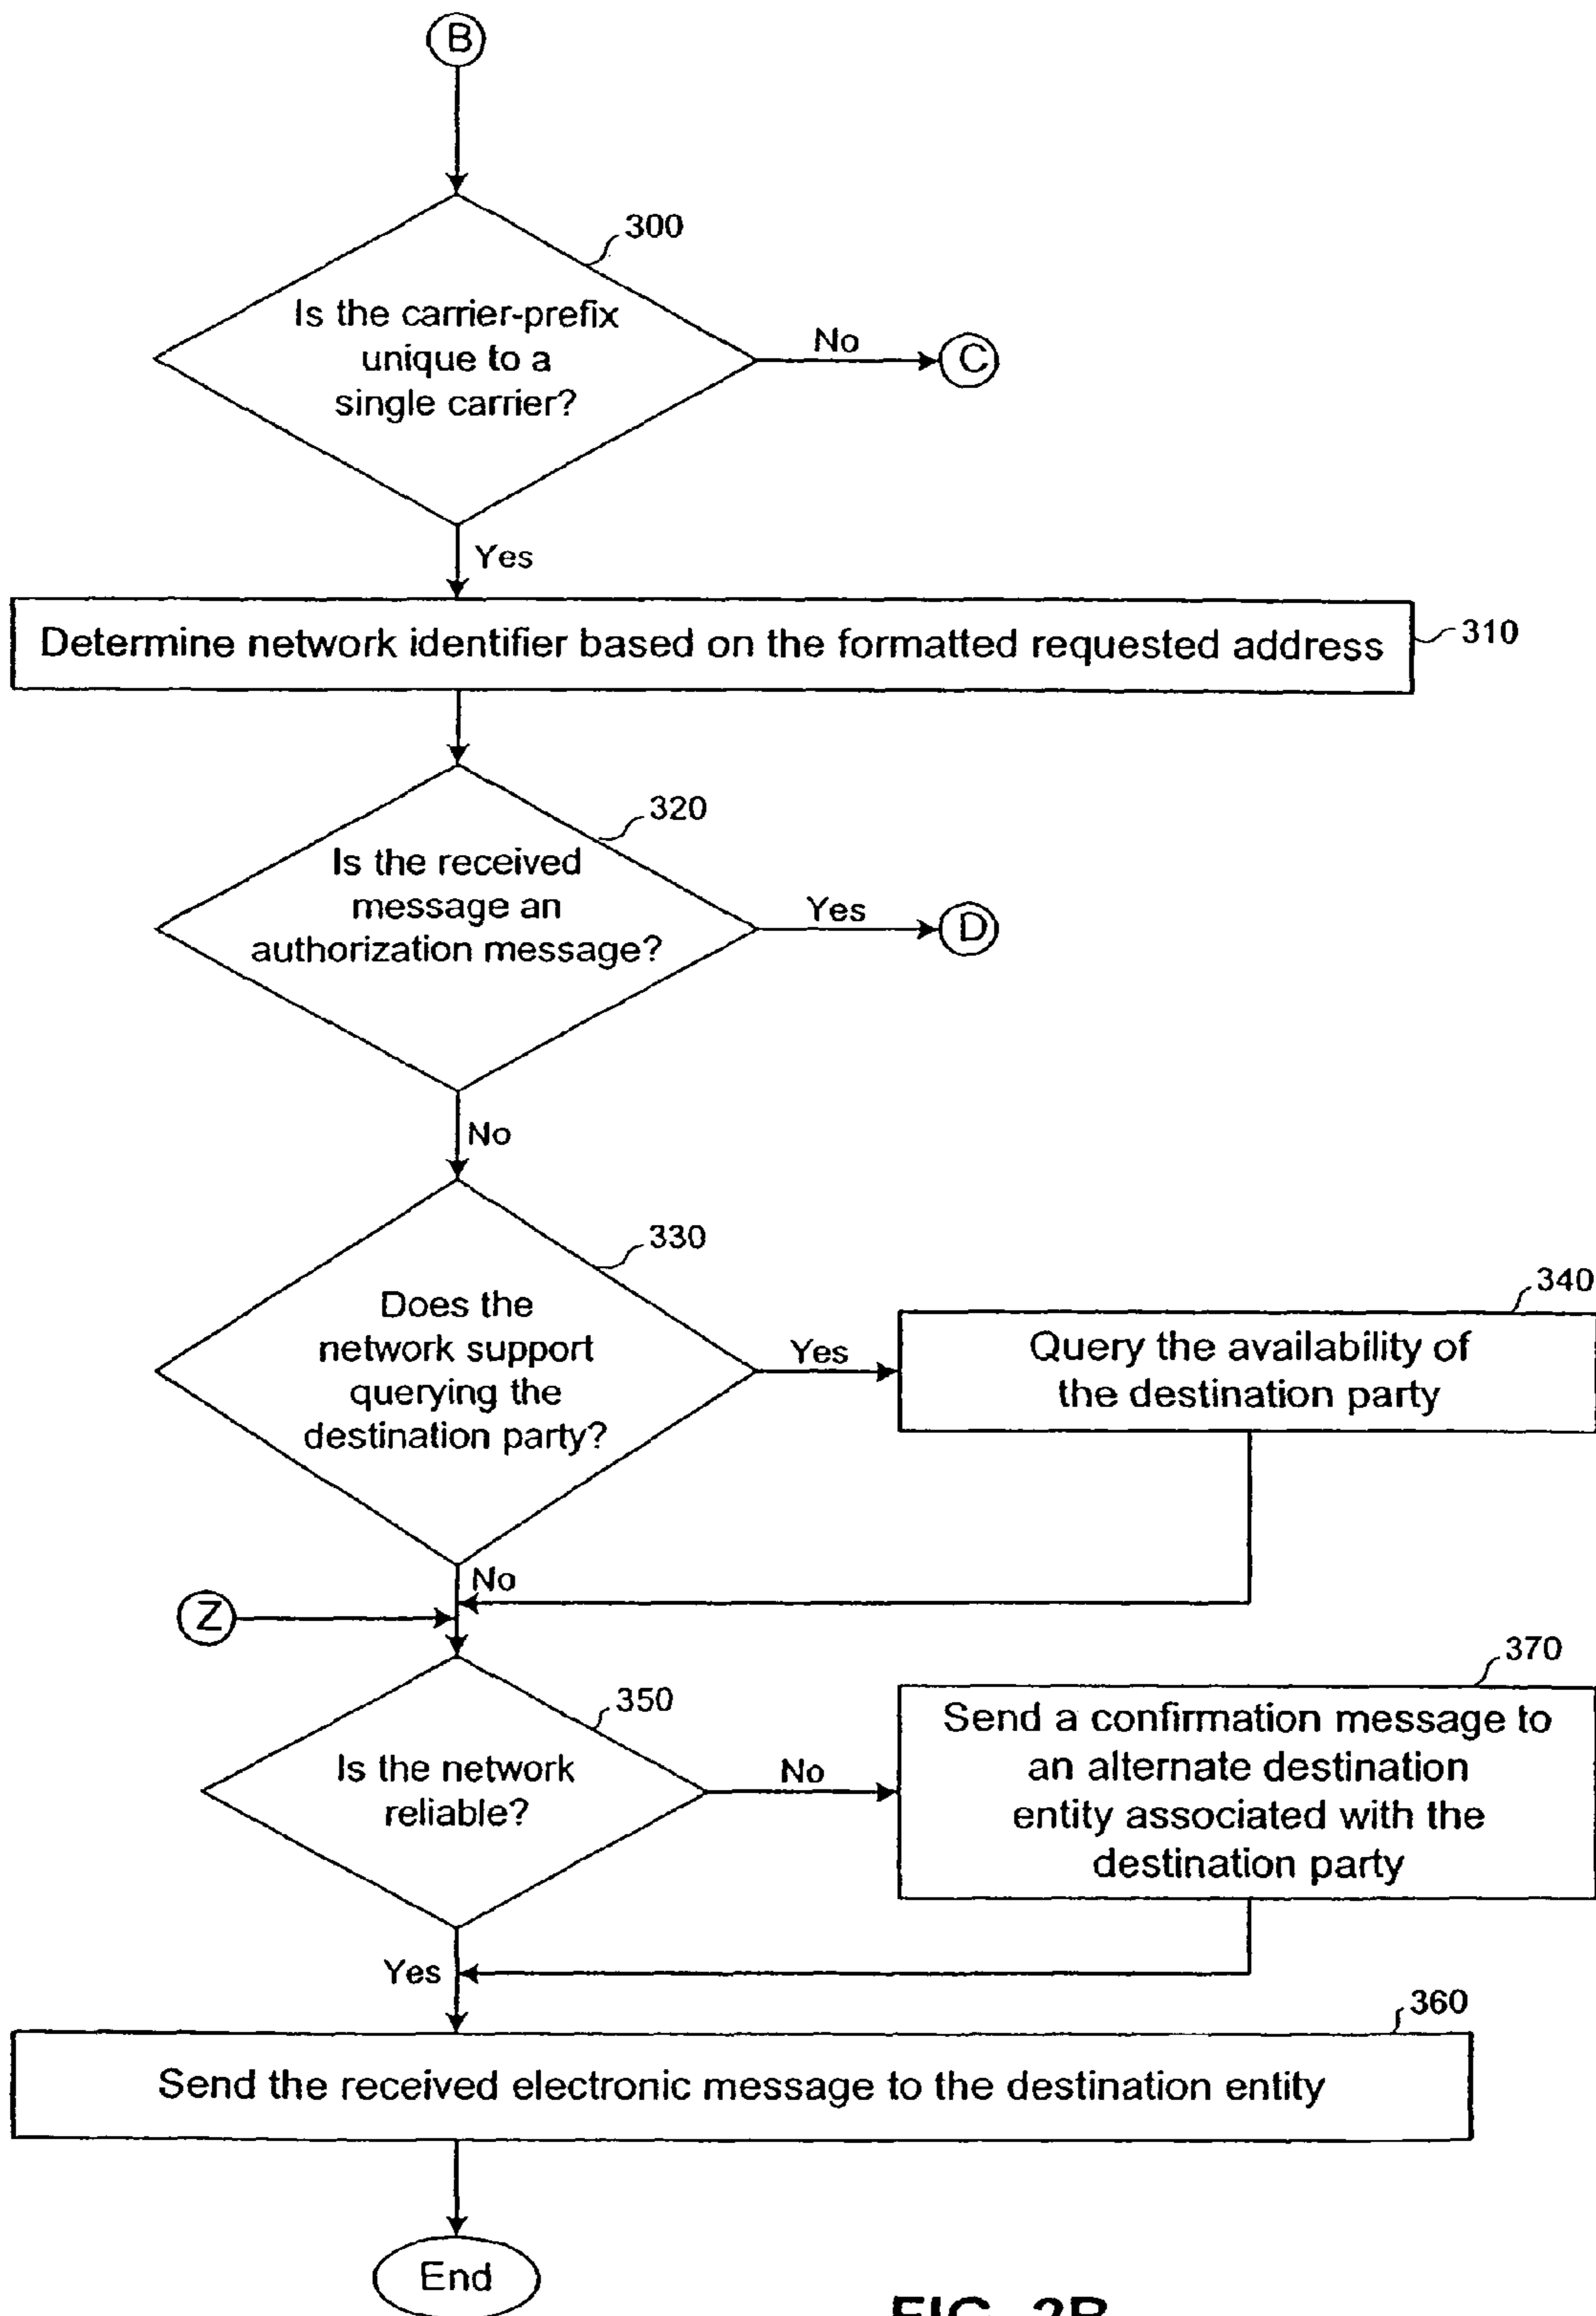 B
300
Is the carrier-prefix
unique to a
single carrier?
No
C
Yes
Determine network identifier based on the formatted requested address
310
320
Is the received
message an
authorization message?
Yes
D
No
330
Does the
network support
querying the
destination party?
Yes
340
Query the availability of
the destination party
No
Z
350
Is the network
reliable?
No
370
Send a confirmation message to
an alternate destination
entity associated with the
destination party
Yes
360
Send the received electronic message to the destination entity
End
FIG. 2B